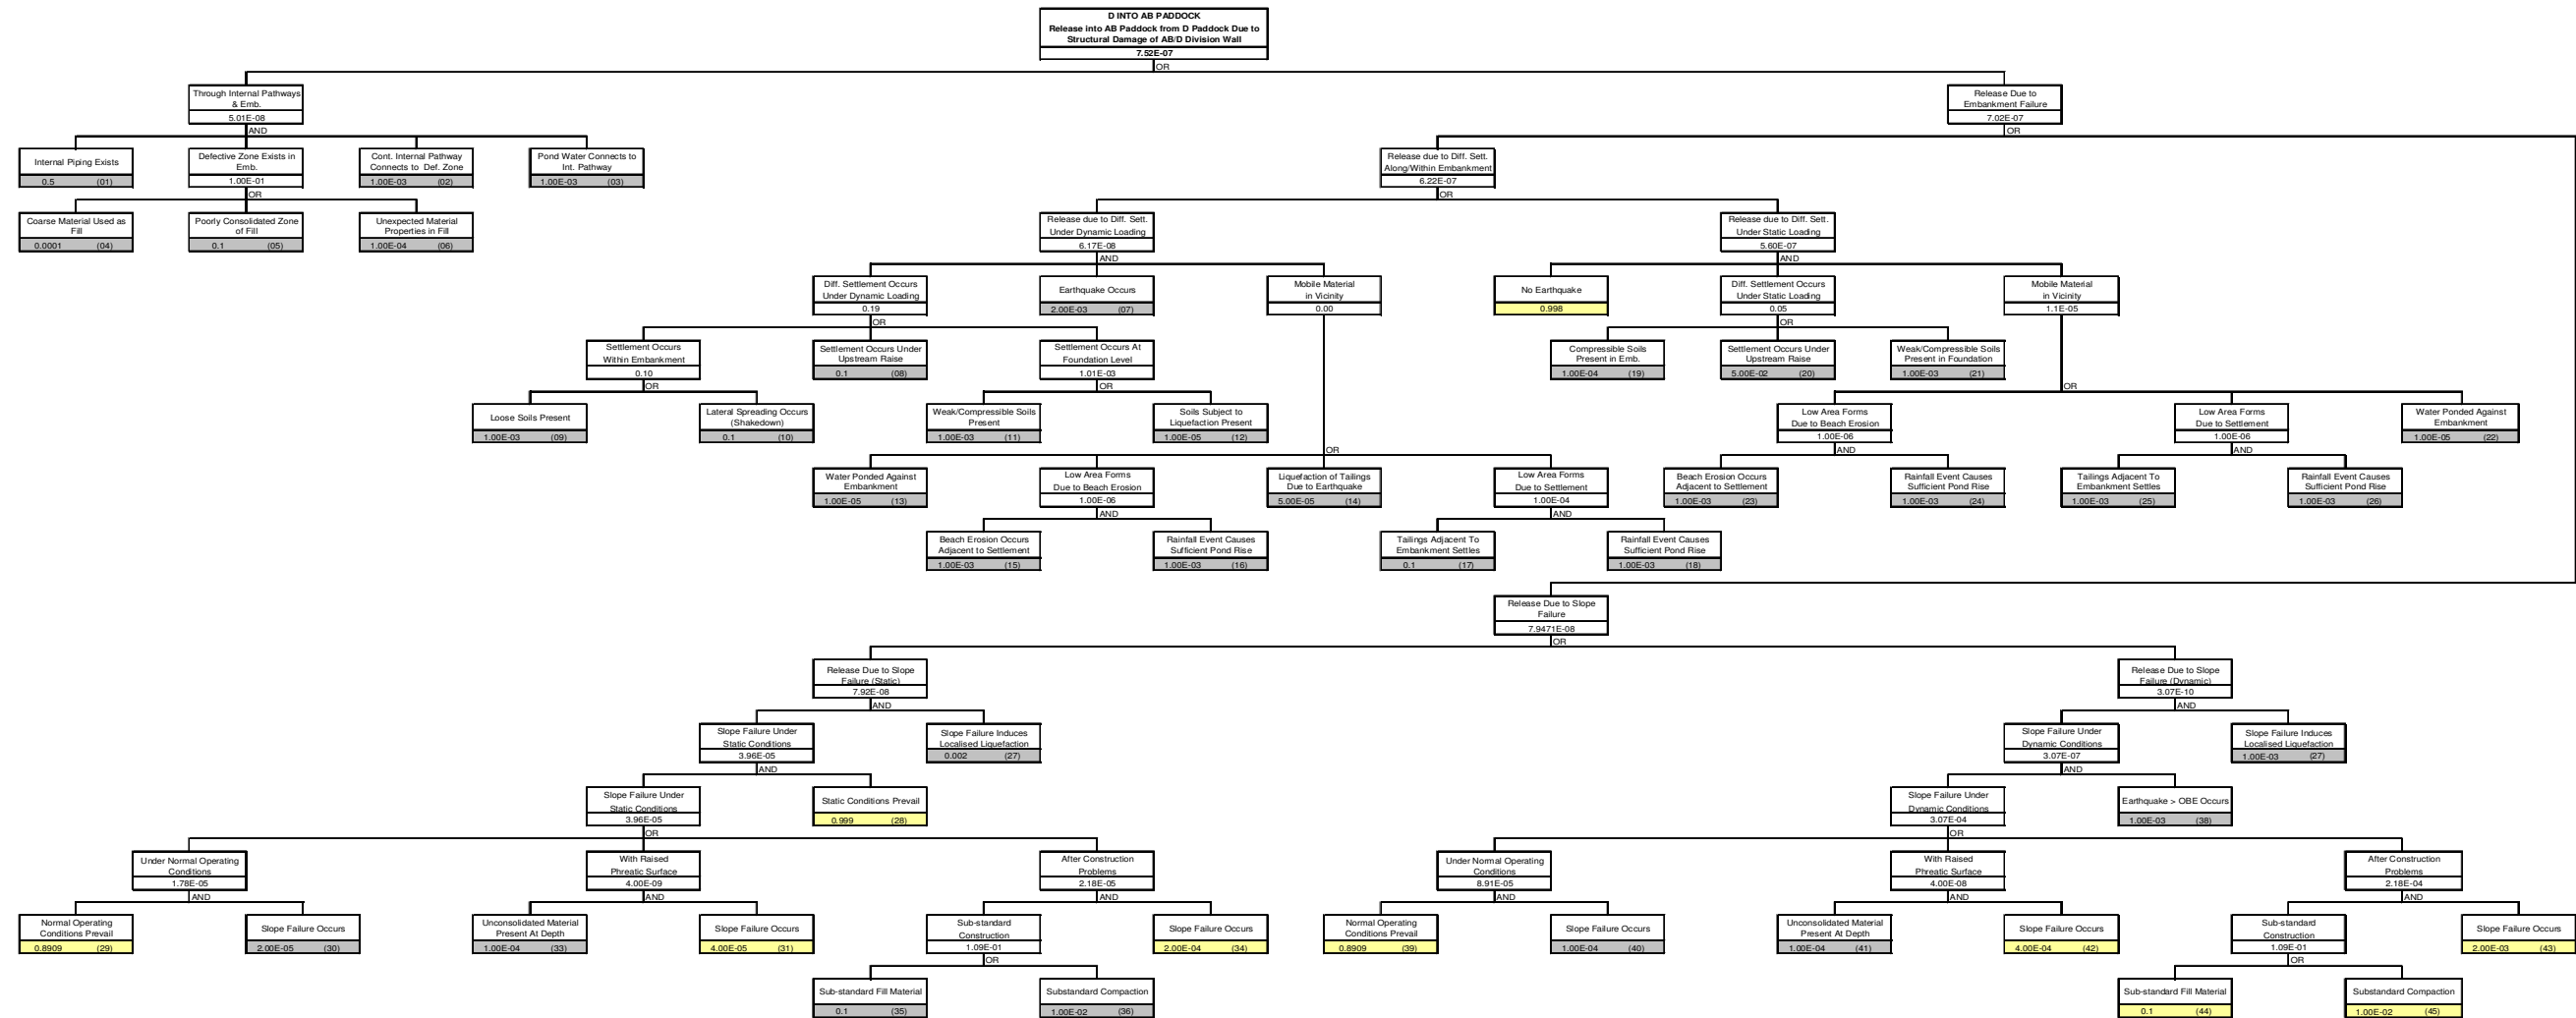 D INTO AB PADDOCK
Release into AB Paddock from D Paddock Due to
Structural Damage of AB/D Division Wall
7.52E-07
OR
Through Internal Pathways
& Emb.
5.01E-08
AND
Release Due to
Embankment Failure
7.02E-07
OR
Internal Piping Exists
0.5 (01)
Defective Zone Exists in
Emb.
1.00E-01
OR
Cont. Internal Pathway
Connects to Def. Zone
1.00E-03 (02)
Pond Water Connects to
Int. Pathway
1.00E-03 (03)
Release due to Diff. Sett.
Along/Within Embankment
6.22E-07
OR
Coarse Material Used as
Fill
0.0001 (04)
Poorly Consolidated Zone
of Fill
0.1 (05)
Unexpected Material
Properties in Fill
1.00E-04 (06)
Release due to Diff. Sett.
Under Dynamic Loading
6.17E-08
AND
Release due to Diff. Sett.
Under Static Loading
5.60E-07
AND
Diff. Settlement Occurs
Under Dynamic Loading
0.19
OR
Earthquake Occurs
2.00E-03 (07)
Mobile Material
in Vicinity
0.00
No Earthquake
0.998
Diff. Settlement Occurs
Under Static Loading
0.05
OR
Mobile Material
in Vicinity
1.1E-05
Settlement Occurs
Within Embankment
0.10
OR
Settlement Occurs Under
Upstream Raise
0.1 (08)
Settlement Occurs At
Foundation Level
1.01E-03
OR
Compressible Soils
Present in Emb.
1.00E-04 (19)
Settlement Occurs Under
Upstream Raise
5.00E-02 (20)
Weak/Compressible Soils
Present in Foundation
1.00E-03 (21)
OR
Loose Soils Present
1.00E-03 (09)
Lateral Spreading Occurs
(Shakedown)
0.1 (10)
Weak/Compressible Soils
Present
1.00E-03 (11)
Soils Subject to
Liquefaction Present
1.00E-05 (12)
OR
Low Area Forms
Due to Beach Erosion
1.00E-06
AND
Low Area Forms
Due to Settlement
1.00E-06
AND
Water Ponded Against
Embankment
1.00E-05 (22)
Water Ponded Against
Embankment
1.00E-05 (13)
Low Area Forms
Due to Beach Erosion
1.00E-06
AND
Liquefaction of Tailings
Due to Earthquake
5.00E-05 (14)
Low Area Forms
Due to Settlement
1.00E-04
AND
Beach Erosion Occurs
Adjacent to Settlement
1.00E-03 (23)
Rainfall Event Causes
Sufficient Pond Rise
1.00E-03 (24)
Tailings Adjacent To
Embankment Settles
1.00E-03 (25)
Rainfall Event Causes
Sufficient Pond Rise
1.00E-03 (26)
Beach Erosion Occurs
Adjacent to Settlement
1.00E-03 (15)
Rainfall Event Causes
Sufficient Pond Rise
1.00E-03 (16)
Tailings Adjacent To
Embankment Settles
0.1 (17)
Rainfall Event Causes
Sufficient Pond Rise
1.00E-03 (18)
Release Due to Slope
Failure
7.9471E-08
OR
Release Due to Slope
Failure (Static)
7.92E-08
AND
Release Due to Slope
Failure (Dynamic)
3.07E-10
AND
Slope Failure Under
Static Conditions
3.96E-05
AND
Slope Failure Induces
Localised Liquefaction
0.002 (27)
Slope Failure Under
Dynamic Conditions
3.07E-07
AND
Slope Failure Induces
Localised Liquefaction
1.00E-03 (27)
Slope Failure Under
Static Conditions
3.96E-05
OR
Static Conditions Prevail
0.999 (28)
Slope Failure Under
Dynamic Conditions
3.07E-04
OR
Earthquake > OBE Occurs
1.00E-03 (38)
Under Normal Operating
Conditions
1.78E-05
AND
With Raised
Phreatic Surface
4.00E-09
AND
After Construction
Problems
2.18E-05
AND
Under Normal Operating
Conditions
8.91E-05
AND
With Raised
Phreatic Surface
4.00E-08
AND
After Construction
Problems
2.18E-04
AND
Normal Operating
Conditions Prevail
0.8909 (29)
Slope Failure Occurs
2.00E-05 (30)
Unconsolidated Material
Present At Depth
1.00E-04 (33)
Slope Failure Occurs
4.00E-05 (31)
Sub-standard
Construction
1.09E-01
OR
Slope Failure Occurs
2.00E-04 (34)
Normal Operating
Conditions Prevail
0.8909 (39)
Slope Failure Occurs
1.00E-04 (40)
Unconsolidated Material
Present At Depth
1.00E-04 (41)
Slope Failure Occurs
4.00E-04 (42)
Sub-standard
Construction
1.09E-01
OR
Slope Failure Occurs
2.00E-03 (43)
Sub-standard Fill Material
0.1 (35)
Substandard Compaction
1.00E-02 (36)
Sub-standard Fill Material
0.1 (44)
Substandard Compaction
1.00E-02 (45)